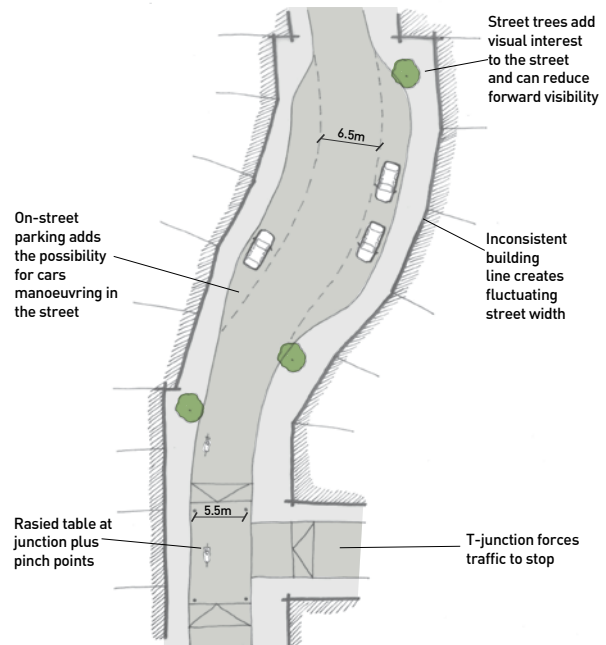 Street trees add
visual interest
to the street
and can reduce
forward visibility
6.5m
On-street
parking adds
the possibility
for cars
manoeuvring in
the street
Inconsistent
building
line creates
fluctuating
street width
5.5m
Rasied table at
junction plus
pinch points
T-junction forces
traffic to stop